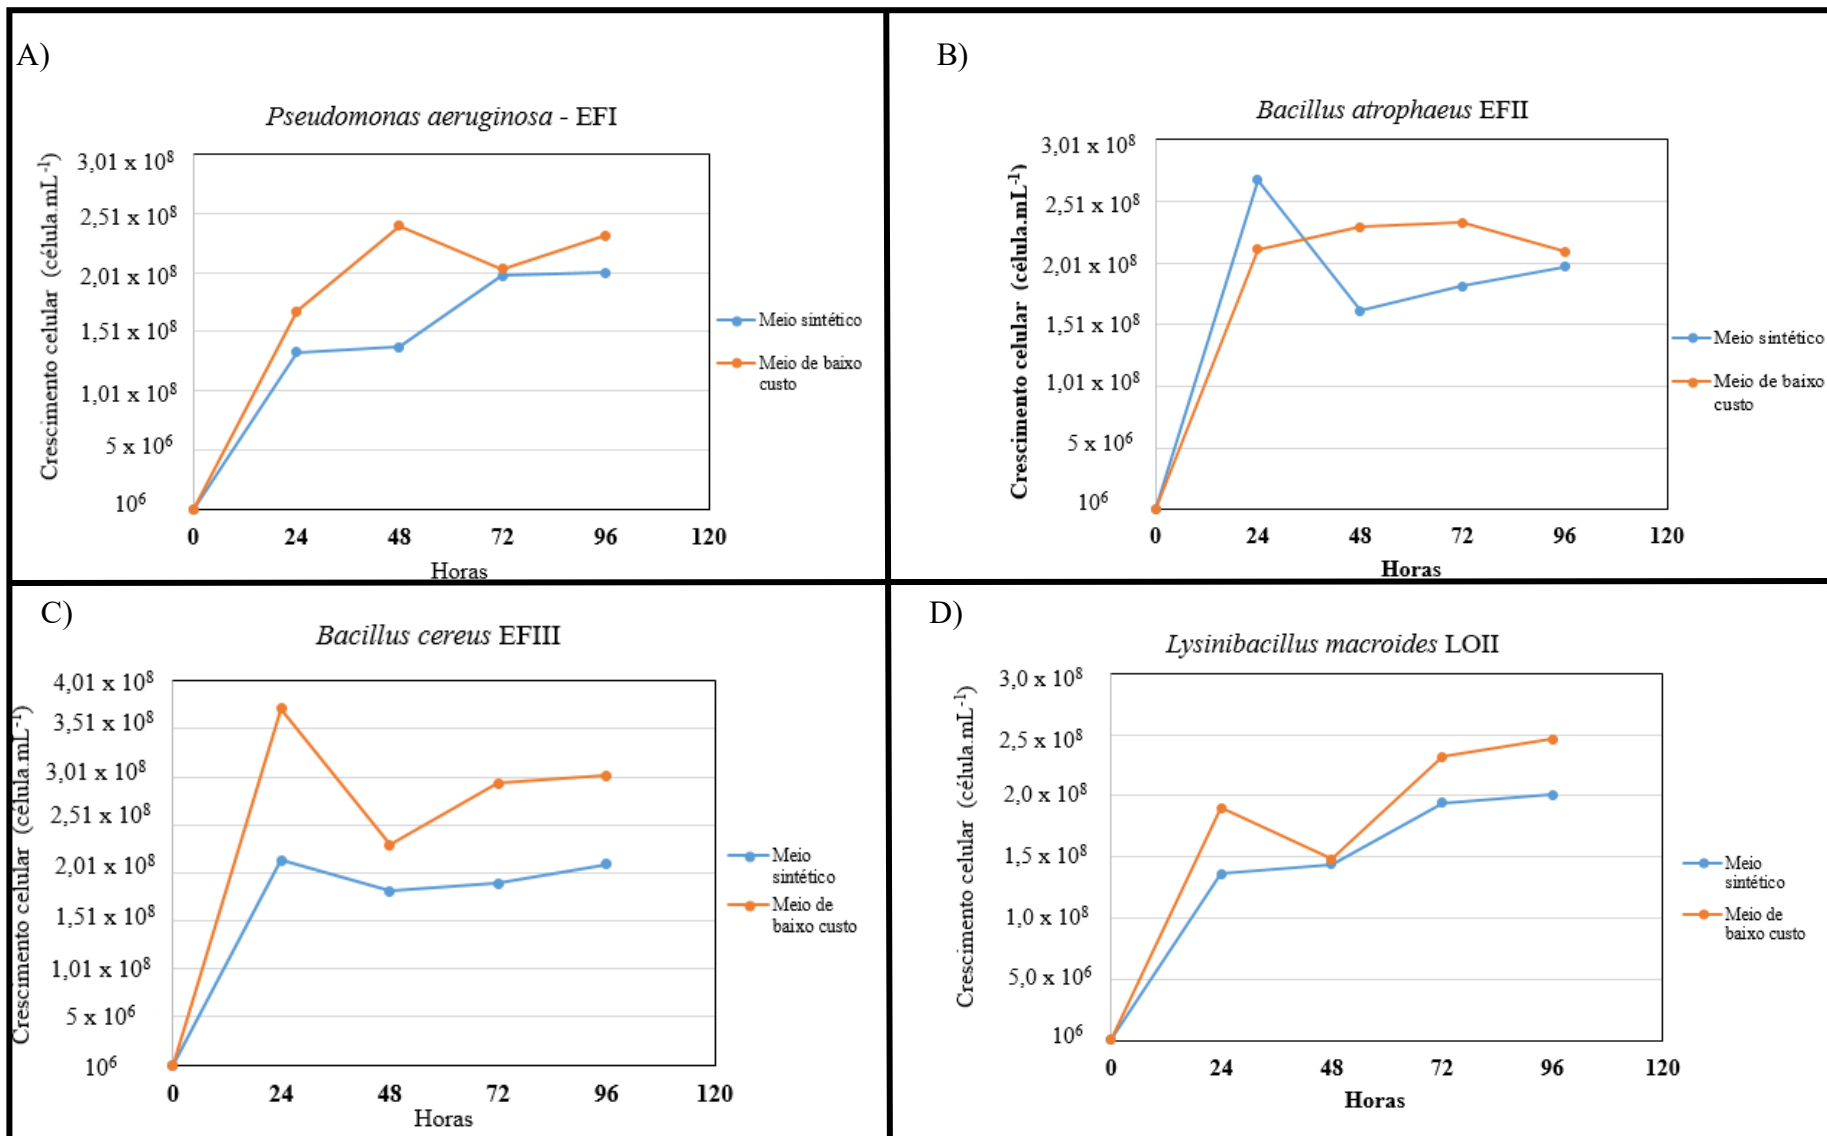 A)
Pseudomonas aeruginosa - EFI
Crescimento celular (célula.mL⁻¹)
3,01 x 10⁸
2,51 x 10⁸
2,01 x 10⁸
1,51 x 10⁸
1,01 x 10⁸
5 x 10⁶
10⁶
0 24 48 72 96 120
Horas
Meio sintético
Meio de baixo
custo
B)
Bacillus atrophaeus EFII
Crescimento celular (célula.mL⁻¹)
3,01 x 10⁸
2,51 x 10⁸
2,01 x 10⁸
1,51 x 10⁸
1,01 x 10⁸
5 x 10⁶
10⁶
0 24 48 72 96 120
Horas
Meio sintético
Meio de baixo
custo
C)
Bacillus cereus EFIII
Crescimento celular (célula.mL⁻¹)
4,01 x 10⁸
3,51 x 10⁸
3,01 x 10⁸
2,51 x 10⁸
2,01 x 10⁸
1,51 x 10⁸
1,01 x 10⁸
5 x 10⁶
10⁶
0 24 48 72 96 120
Horas
Meio
sintético
Meio de
baixo custo
D)
Lysinibacillus macroides LOII
Crescimento celular (célula.mL⁻¹)
3,0 x 10⁸
2,5 x 10⁸
2,0 x 10⁸
1,5 x 10⁸
1,0 x 10⁸
5,0 x 10⁶
10⁶
0 24 48 72 96 120
Horas
Meio
sintético
Meio de
baixo custo